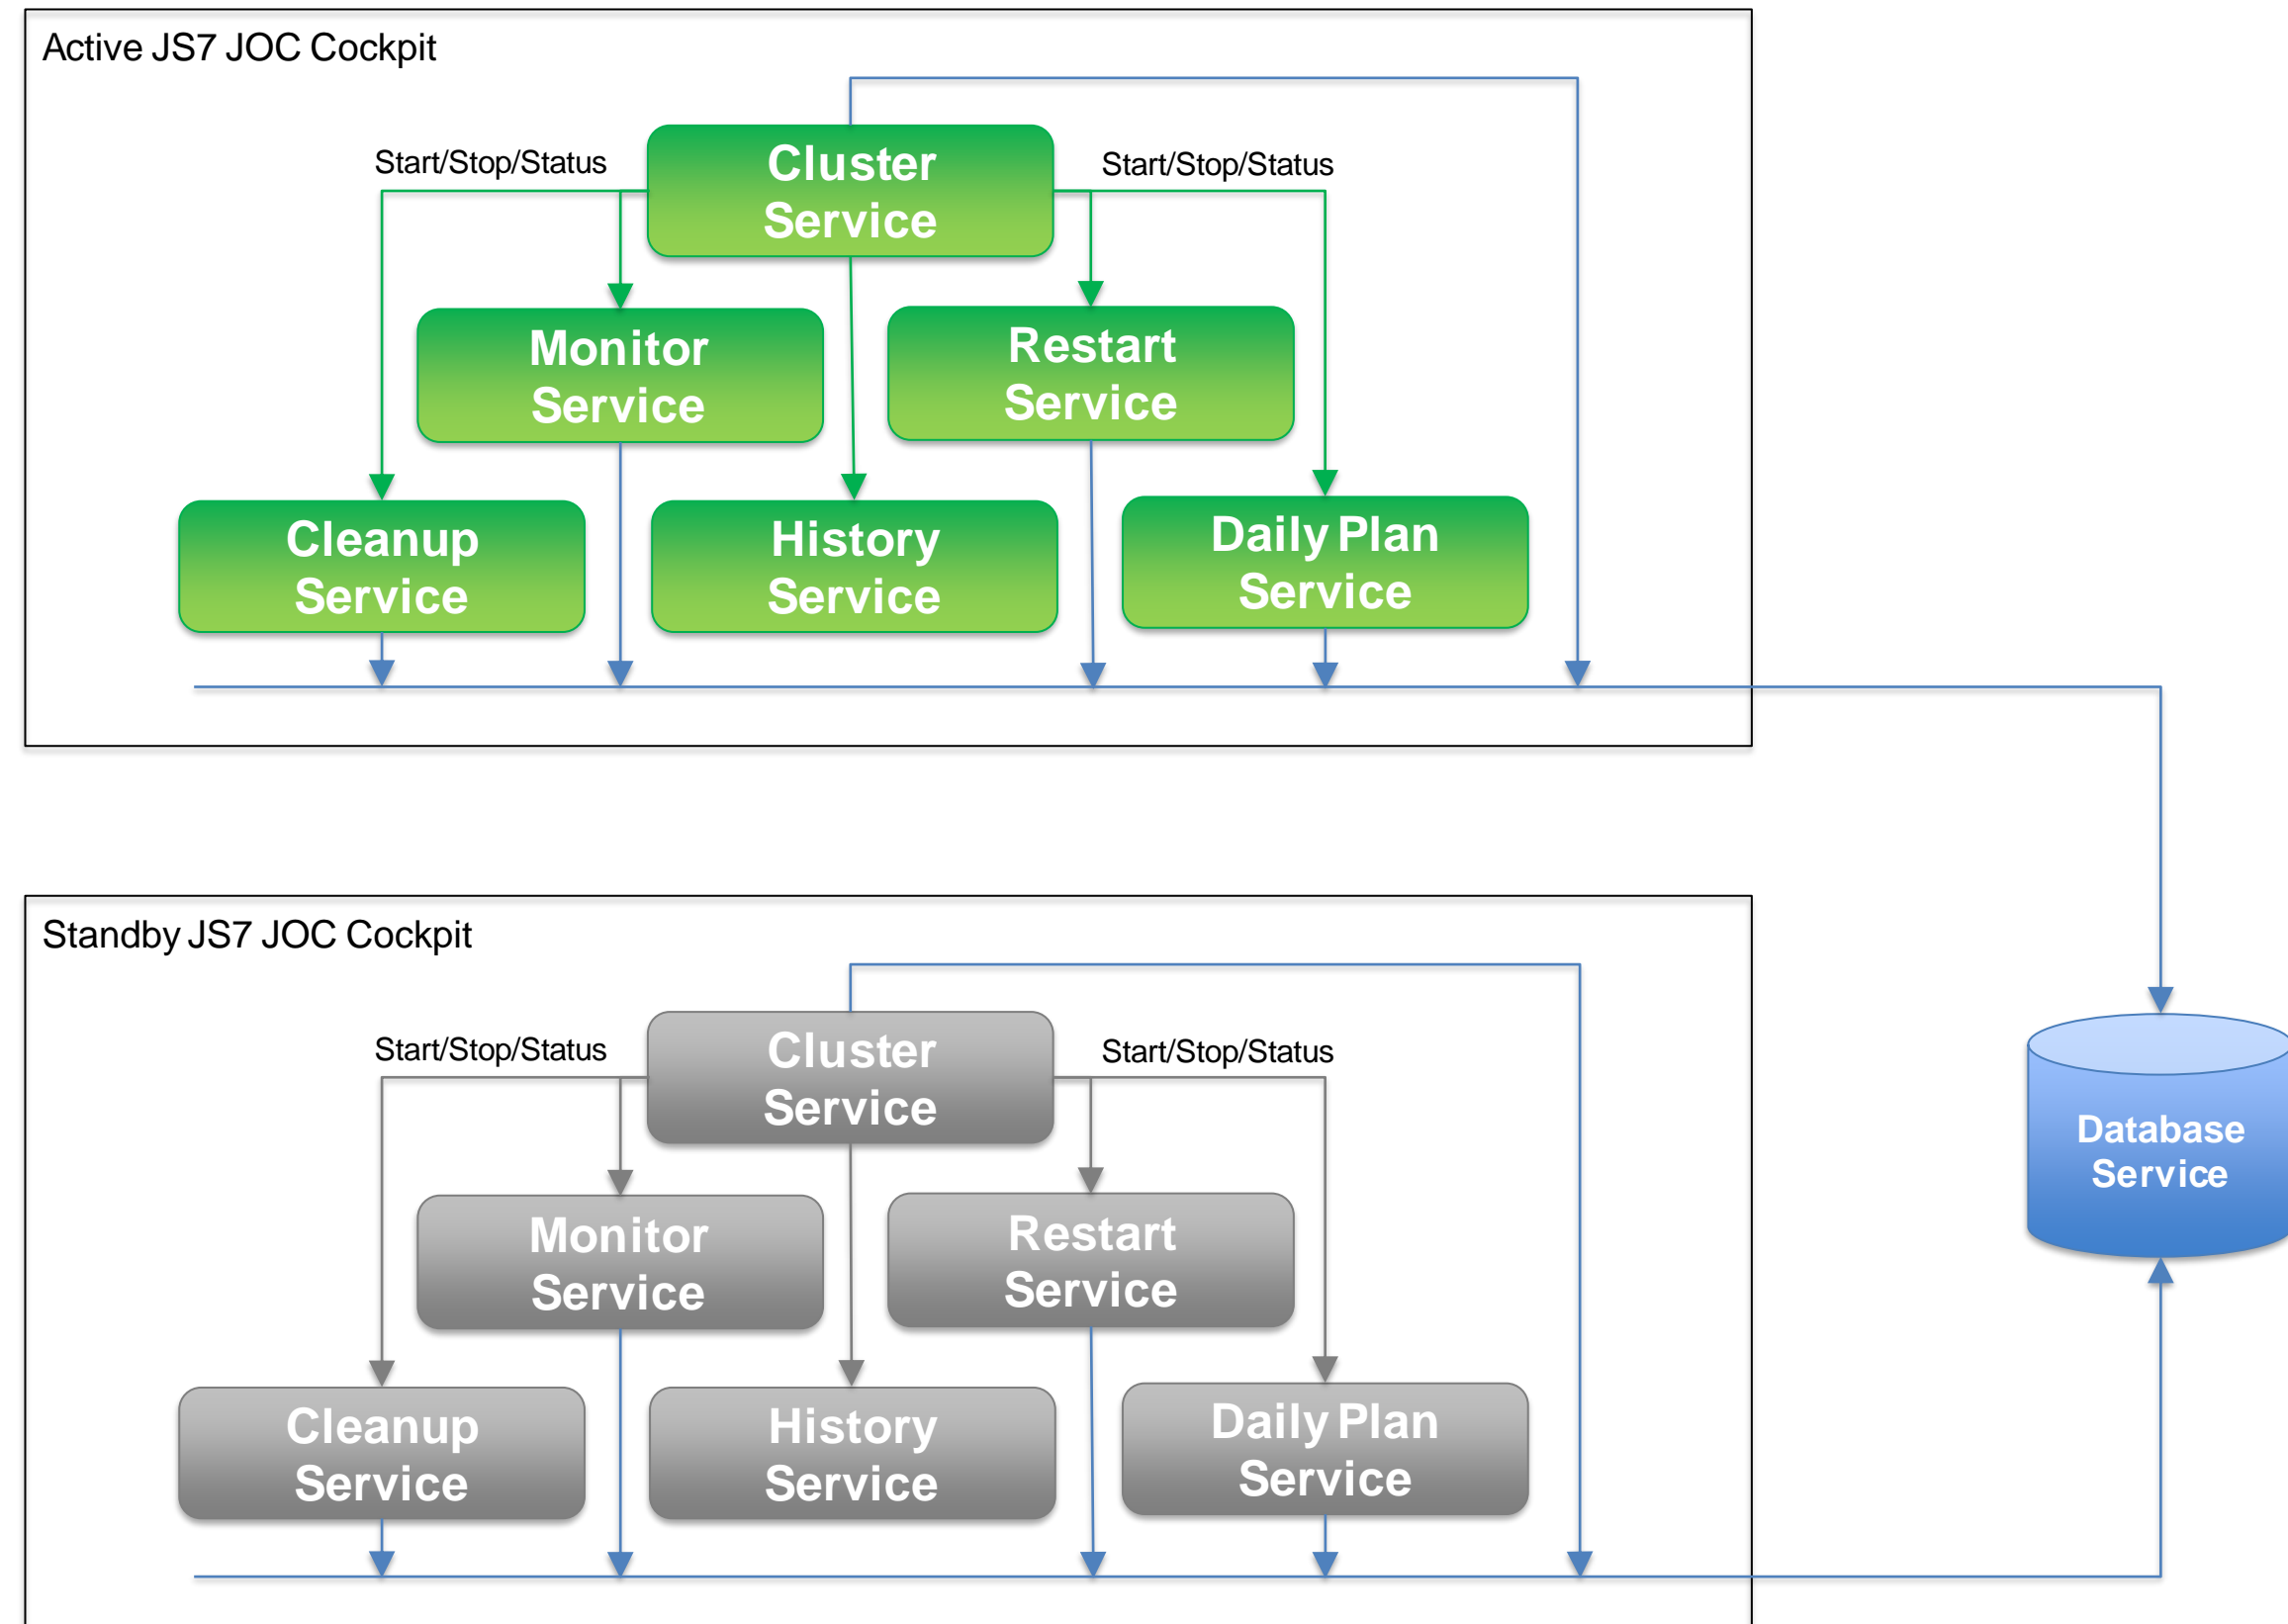 Active JS7 JOC Cockpit
Start/Stop/Status
Cluster
Service
Start/Stop/Status
Monitor
Service
Restart
Service
Cleanup
Service
History
Service
Daily Plan
Service
Standby JS7 JOC Cockpit
Start/Stop/Status
Cluster
Service
Start/Stop/Status
Monitor
Service
Restart
Service
Cleanup
Service
History
Service
Daily Plan
Service
Database
Service